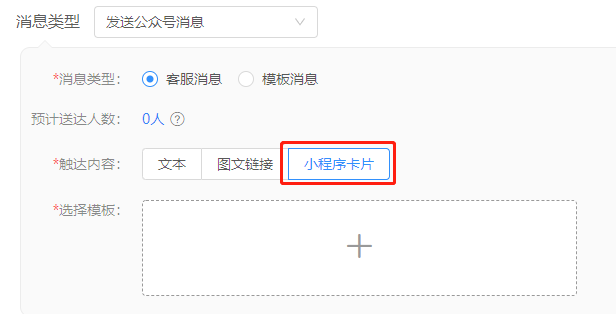 消息类型 发送公众号消息
*消息类型： 客服消息 模板消息
预计送达人数： 0人 ?
*触达内容： 文本 图文链接 小程序卡片
*选择模板：